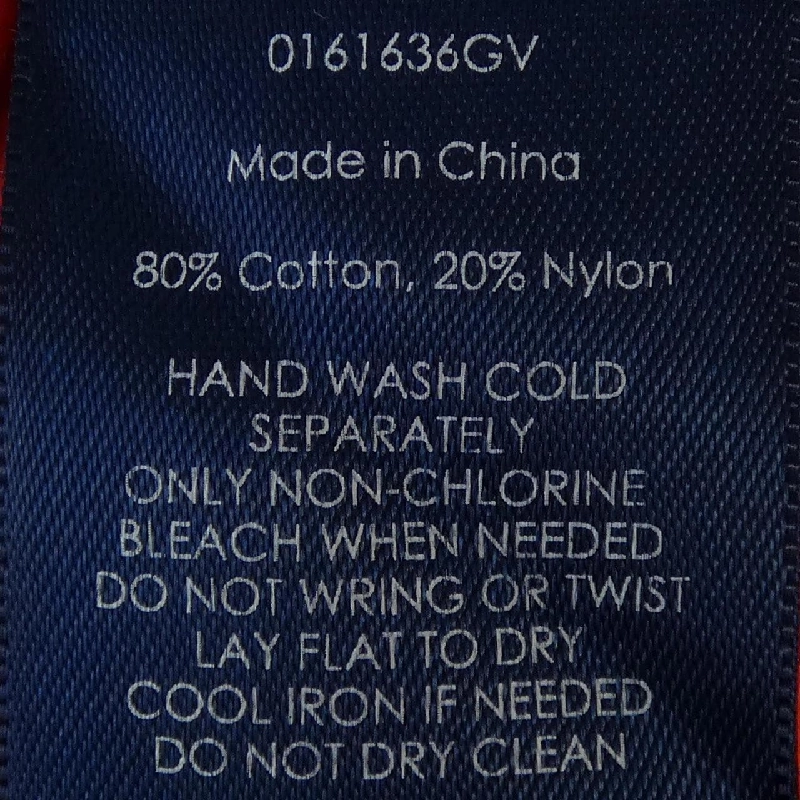 0161636GV
Made in China
80% Cotton, 20% Nylon
HAND WASH COLD
SEPARATELY
ONLY NON-CHLORINE
BLEACH WHEN NEEDED
DO NOT WRING OR TWIST
LAY FLAT TO DRY
COOL IRON IF NEEDED
DO NOT DRY CLEAN